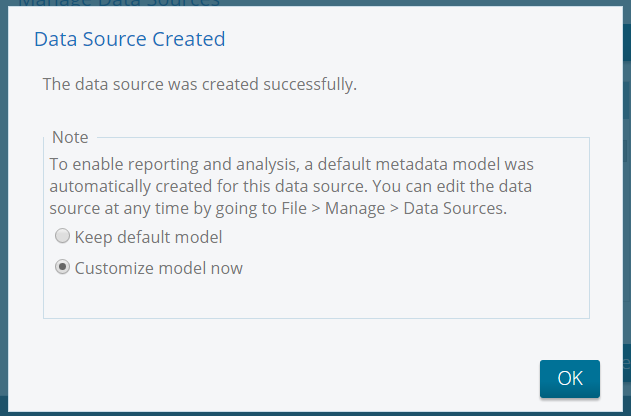 Manage Data Sources
Data Source Created
The data source was created successfully.
Note
To enable reporting and analysis, a default metadata model was
automatically created for this data source. You can edit the data
source at any time by going to File > Manage > Data Sources.
Keep default model
Customize model now
OK